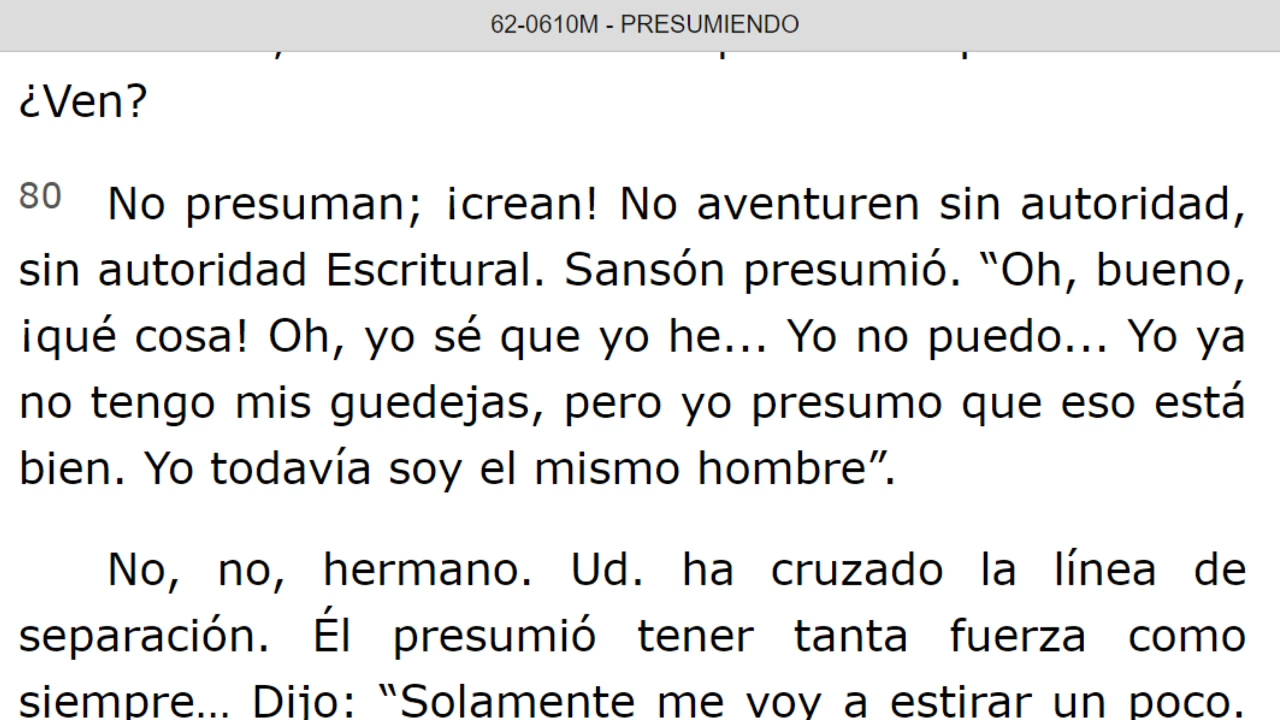 62-0610M - PRESUMIENDO
¿Ven?
80 No presuman; ¡crean! No aventuren sin autoridad,
sin autoridad Escritural. Sansón presumió. “Oh, bueno,
¡qué cosa! Oh, yo sé que yo he... Yo no puedo... Yo ya
no tengo mis guedejas, pero yo presumo que eso está
bien. Yo todavía soy el mismo hombre”.
No, no, hermano. Ud. ha cruzado la línea de
separación. Él presumió tener tanta fuerza como
siempre... Dijo: “Solamente me voy a estirar un poco.